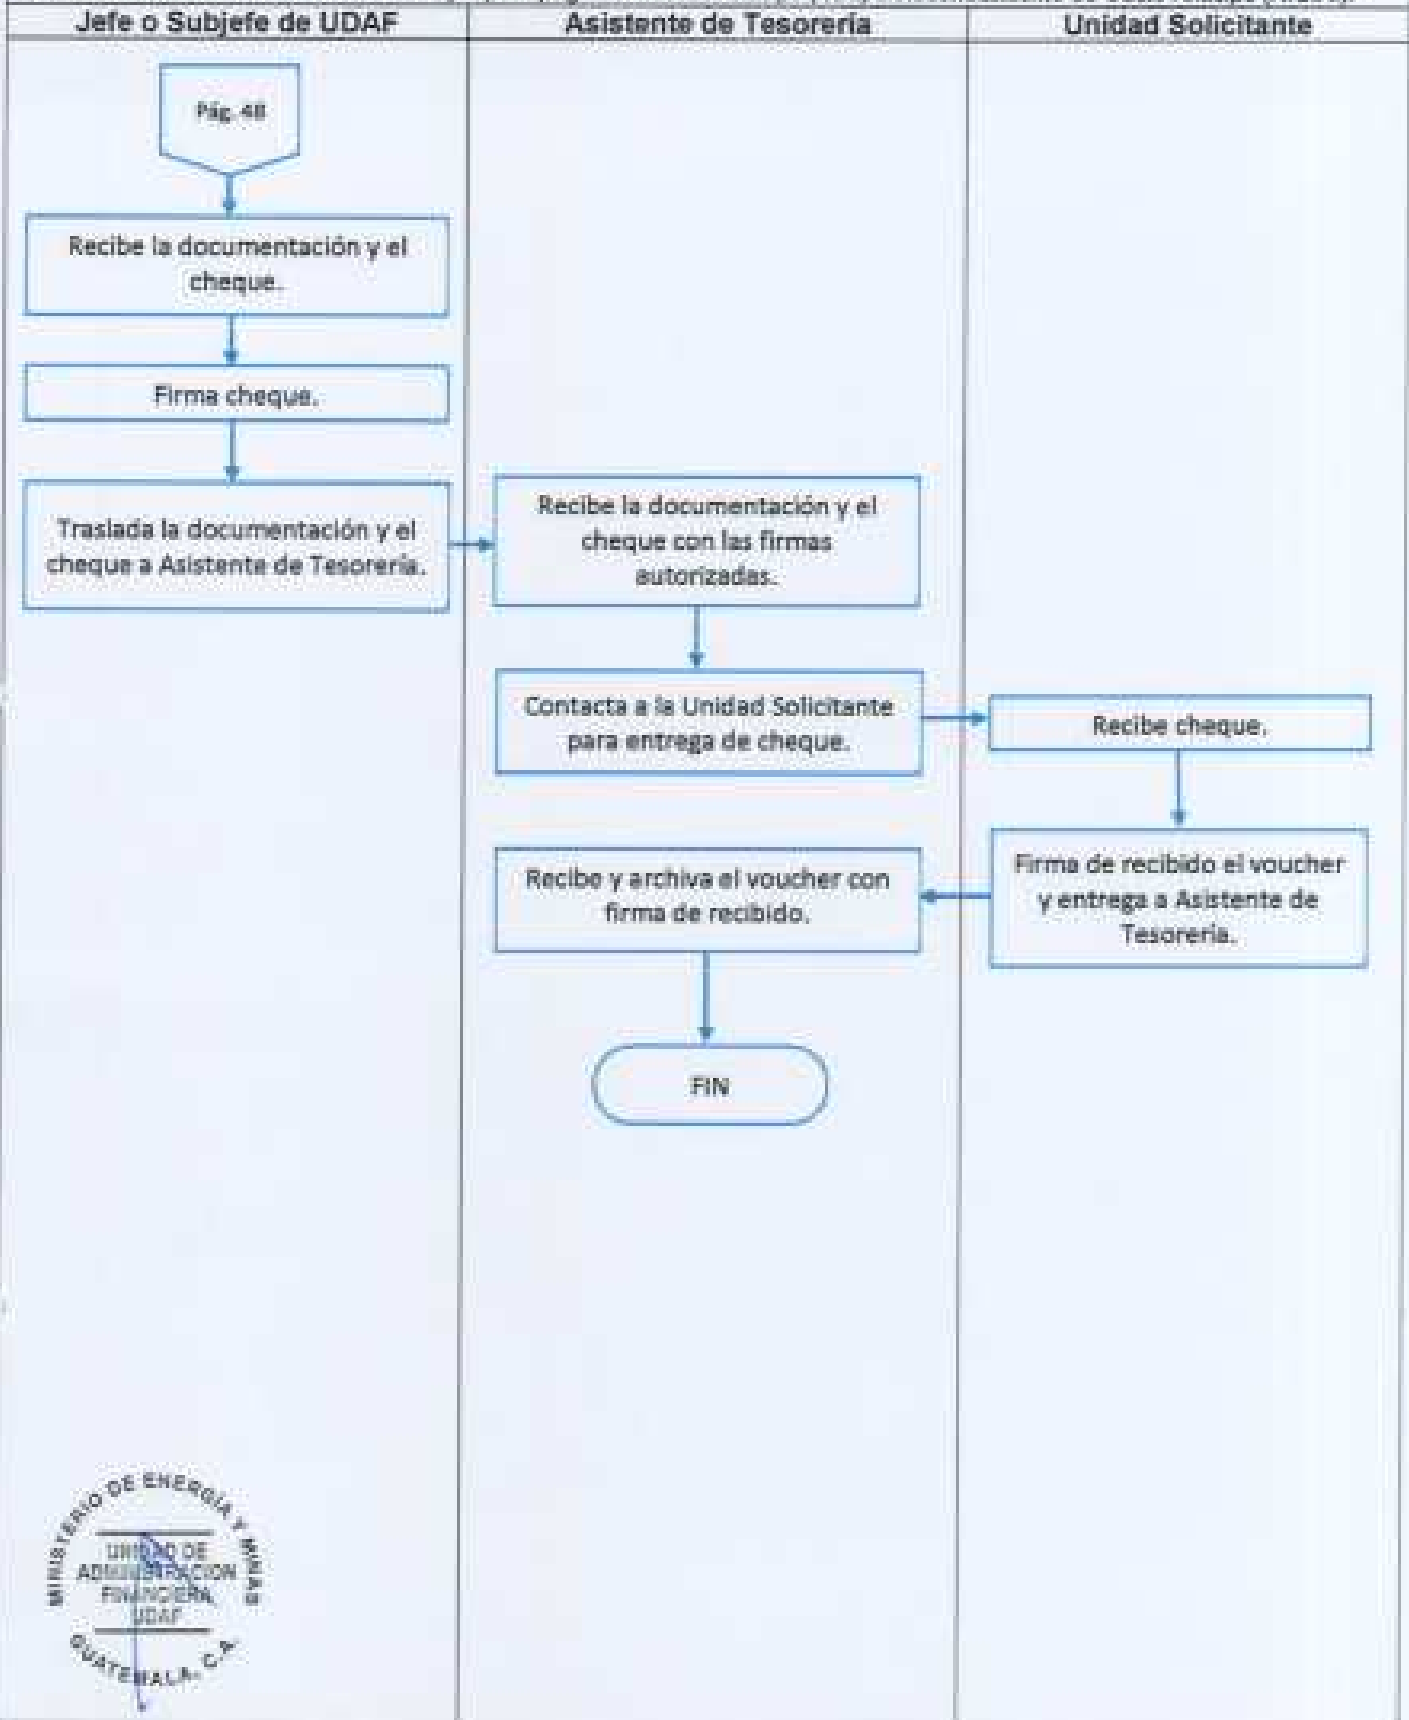 Jefe o Subjefe de UDAF
Asistente de Tesorería
Unidad Solicitante
Pág. 48
Recibe la documentación y el
cheque.
Firma cheque.
Traslada la documentación y el
cheque a Asistente de Tesorería.
Recibe la documentación y el
cheque con las firmas
autorizadas.
Contacta a la Unidad Solicitante
para entrega de cheque.
Recibe cheque.
Firma de recibido el voucher
y entrega a Asistente de
Tesorería.
Recibe y archiva el voucher con
firma de recibido.
FIN
MINISTERIO DE ENERGÍA Y MINAS
UNIDAD DE
ADMINISTRACION
FINANCIERA
UDAF
GUATEMALA, C.A.